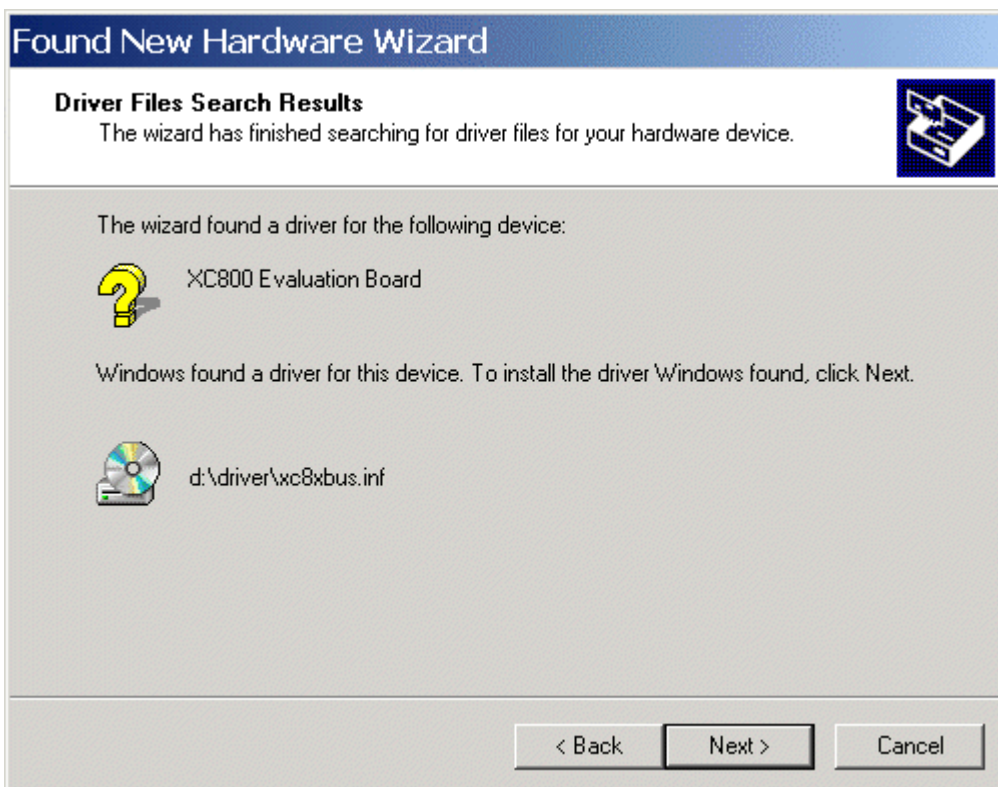 Found New Hardware Wizard
Driver Files Search Results
The wizard has finished searching for driver files for your hardware device.
The wizard found a driver for the following device:
XC800 Evaluation Board
Windows found a driver for this device. To install the driver Windows found, click Next.
d:\driver\xc8xbus.inf
< Back Next > Cancel